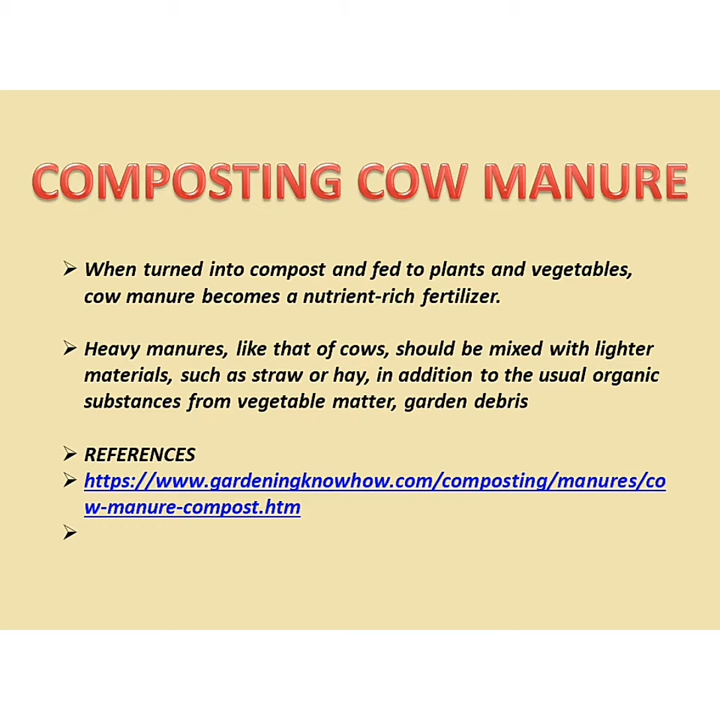 COMPOSTING COW MANURE
When turned into compost and fed to plants and vegetables,
cow manure becomes a nutrient-rich fertilizer.
Heavy manures, like that of cows, should be mixed with lighter
materials, such as straw or hay, in addition to the usual organic
substances from vegetable matter, garden debris
REFERENCES
https://www.gardeningknowhow.com/composting/manures/co
w-manure-compost.htm